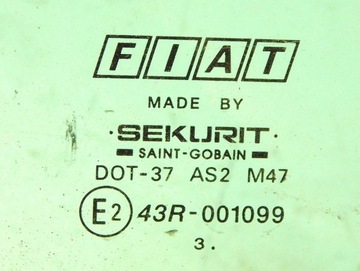 FIAT
MADE BY
·SEKURIT·
SAINT-GOBAIN
DOT-37 AS2 M47
E2 43R-001099
3.